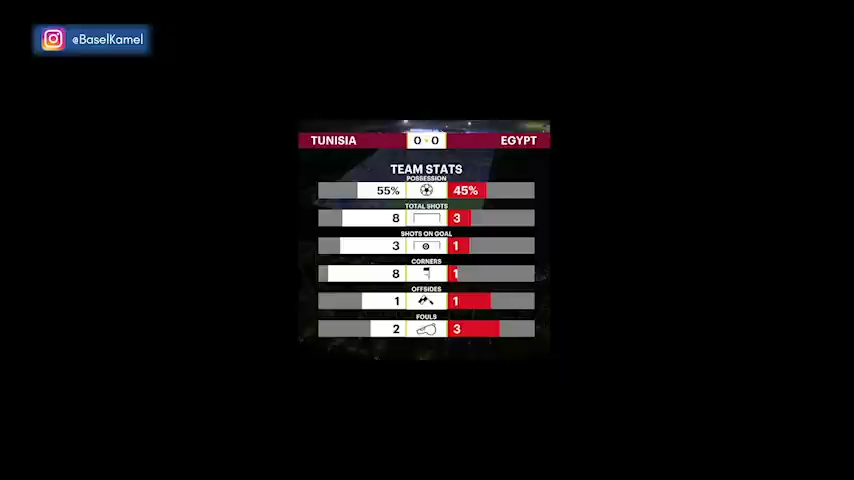 @BaselKamel
TUNISIA 0 - 0 EGYPT
TEAM STATS
POSSESSION
55% 45%
TOTAL SHOTS
8 3
SHOTS ON GOAL
3 1
CORNERS
8 1
OFFSIDES
1 1
FOULS
2 3